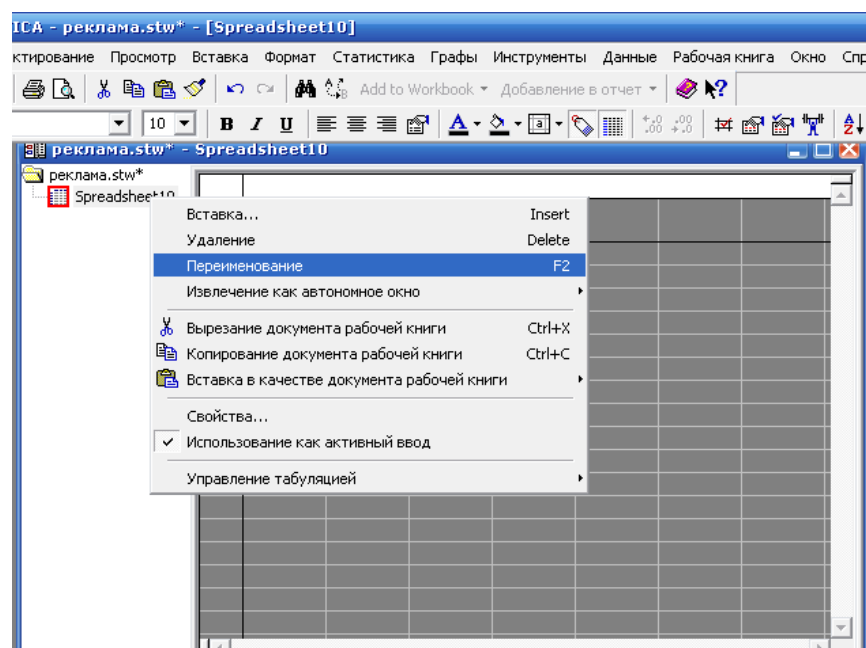 ICA - реклама.stw* - [Spreadsheet10]
ктирование Просмотр Вставка Формат Статистика Графы Инструменты Данные Рабочая книга Окно Спр
Add to Workbook Добавление в отчет
10 B I U A a
реклама.stw* - Spreadsheet10
реклама.stw*
Spreadsheet10
Вставка... Insert
Удаление Delete
Переименование F2
Извлечение как автономное окно
Вырезание документа рабочей книги Ctrl+X
Копирование документа рабочей книги Ctrl+C
Вставка в качестве документа рабочей книги
Свойства...
Использование как активный ввод
Управление табуляцией